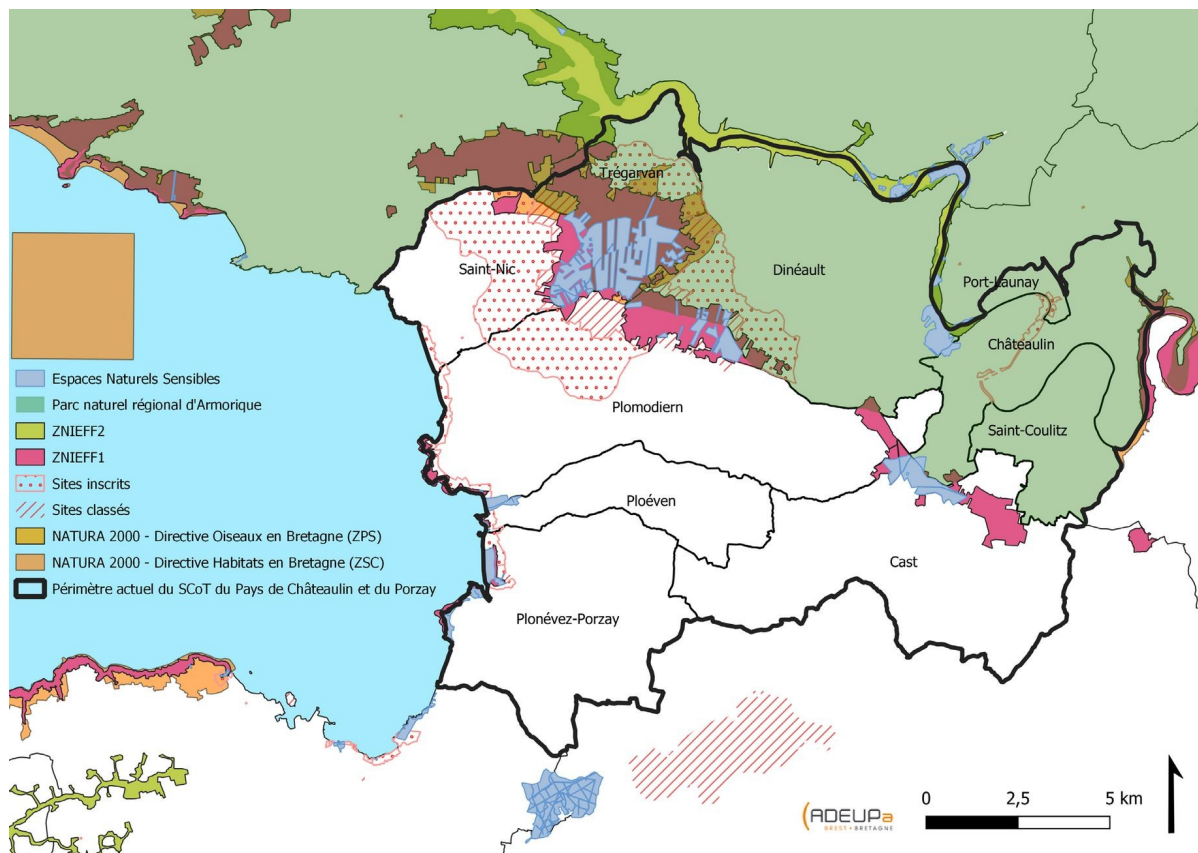 Trégarvan
Saint-Nic
Dinéault
Port-Launay
Châteaulin
Espaces Naturels Sensibles
Parc naturel régional d'Armorique
Plomodiern
ZNIEFF2
Saint-Coulitz
ZNIEFF1
Sites inscrits
Ploéven
Sites classés
NATURA 2000 - Directive Oiseaux en Bretagne (ZPS)
NATURA 2000 - Directive Habitats en Bretagne (ZSC)
Cast
Périmètre actuel du SCoT du Pays de Châteaulin et du Porzay
Plonévez-Porzay
0 2,5 5 km
ADEUPa
BREST • BRETAGNE